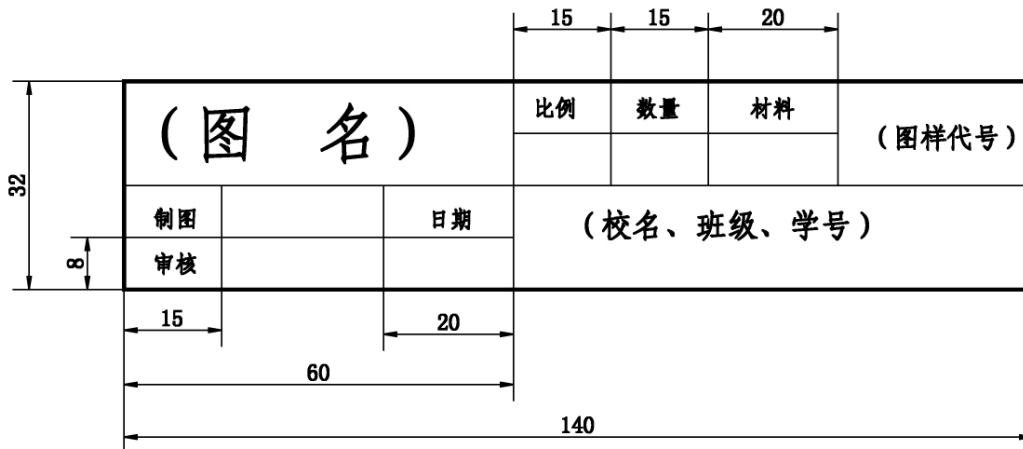 15 15 20
比例 数量 材料
(图 名)
(图样代号)
32
制图 日期
(校名、班级、学号)
8
审核
15 20
60
140